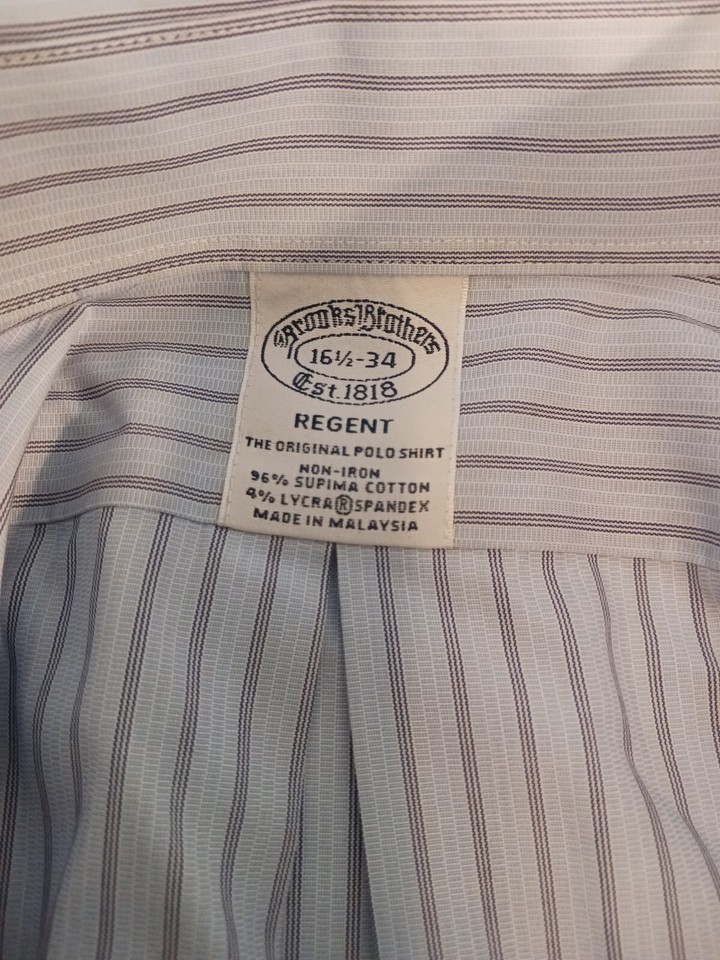 Brooks Brothers
16½-34
Est. 1818
REGENT
THE ORIGINAL POLO SHIRT
NON-IRON
96% SUPIMA COTTON
4% LYCRA®SPANDEX
MADE IN MALAYSIA